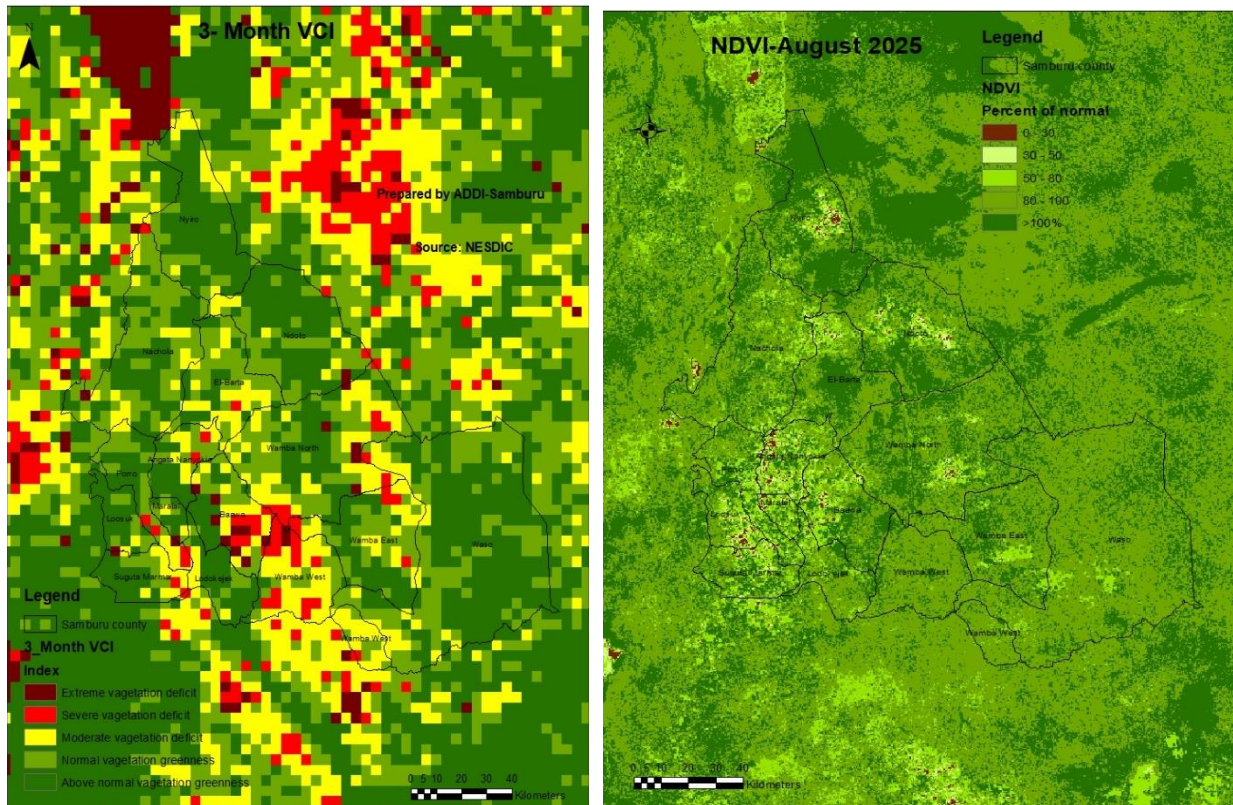 3- Month VCI
N
Prepared by ADDI-Samburu
Source: NESDIC
Nyiro
Ndoto
Nachola
El-Barta
Wamba North
Angata Nanyokie
Poro
Maralal
Loosuk
Baawa
Wamba East
Waso
Suguta Marmar
Lodokejek
Wamba West
Wamba West
Legend
Samburu county
3_Month VCI
Index
Extreme vagetation deficit
Severe vagetation deficit
Moderate vagetation deficit
Normal vagetation greenness
Above normal vagetation greenness
0 5 10 20 30 40
Kilometers
NDVI-August 2025
Legend
Samburu county
NDVI
Percent of normal
0 - 30
30 - 50
50 - 80
80 - 100
>100%
Nachola
El-Barta
Wamba North
Baawa
Wamba East
Waso
Lodokejek
Wamba West
Wamba West
0 5 10 20 30 40
Kilometers